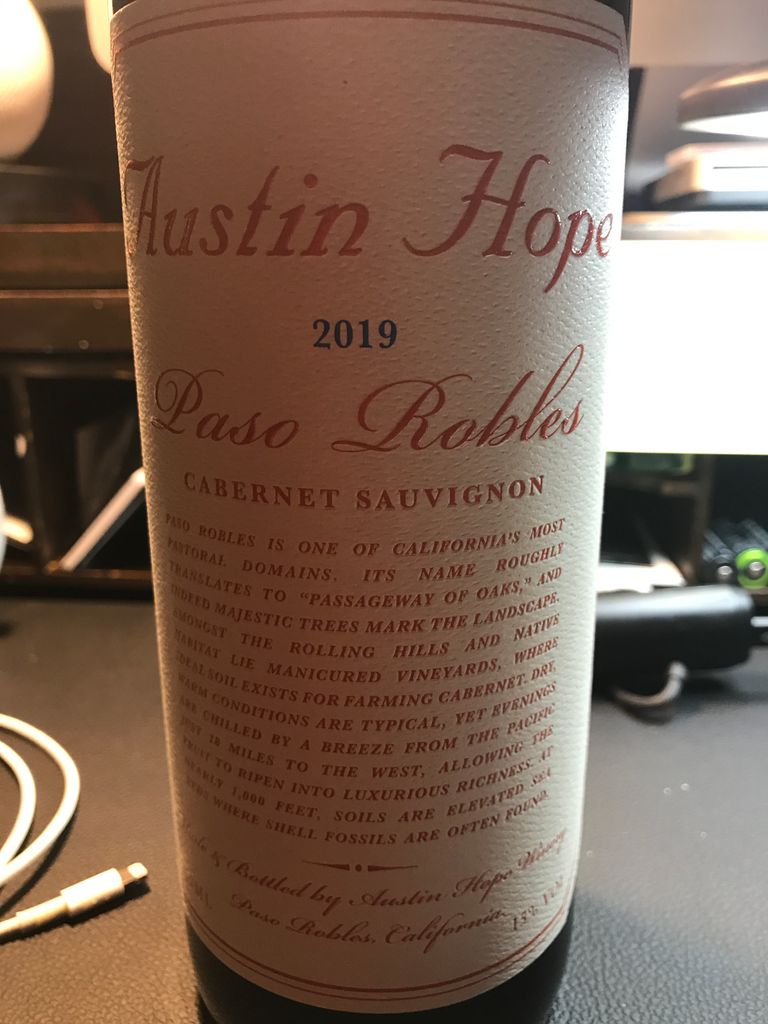 Austin Hope
2019
Paso Robles
CABERNET SAUVIGNON
PASO ROBLES IS ONE OF CALIFORNIA'S MOST
PASTORAL DOMAINS. ITS NAME ROUGHLY
TRANSLATES TO "PASSAGEWAY OF OAKS," AND
INDEED MAJESTIC TREES MARK THE LANDSCAPE.
AMONGST THE ROLLING HILLS AND NATIVE
HABITAT LIE MANICURED VINEYARDS, WHERE
IDEAL SOIL EXISTS FOR FARMING CABERNET. DRY,
WARM CONDITIONS ARE TYPICAL, YET EVENINGS
ARE CHILLED BY A BREEZE FROM THE PACIFIC
JUST 18 MILES TO THE WEST, ALLOWING THE
FRUIT TO RIPEN INTO LUXURIOUS RICHNESS. AT
NEARLY 1,000 FEET, SOILS ARE ELEVATED SEA
BEDS WHERE SHELL FOSSILS ARE OFTEN FOUND.
& Bottled by Austin Hope Winery
Paso Robles, California 15%